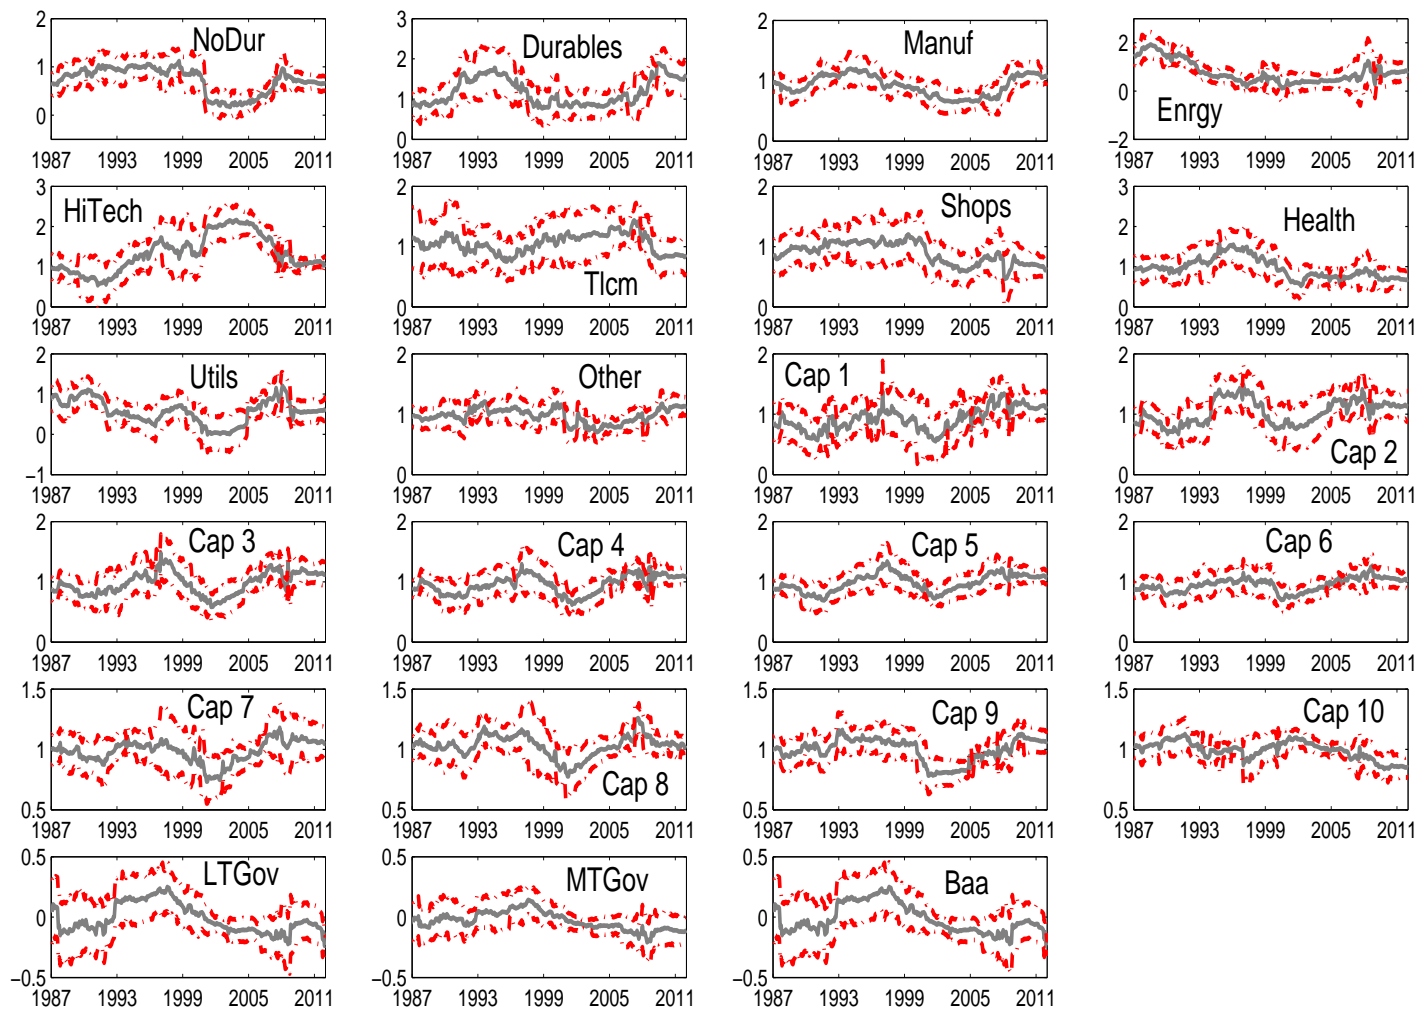 2
1
0
NoDur
1987 1993 1999 2005 2011
3
2
1
0
Durables
1987 1993 1999 2005 2011
2
1
0
Manuf
1987 1993 1999 2005 2011
2
0
−2
Enrgy
1987 1993 1999 2005 2011
3
2
1
0
HiTech
1987 1993 1999 2005 2011
2
1
0
Tlcm
1987 1993 1999 2005 2011
2
1
0
Shops
1987 1993 1999 2005 2011
3
2
1
0
Health
1987 1993 1999 2005 2011
2
1
0
−1
Utils
1987 1993 1999 2005 2011
2
1
0
Other
1987 1993 1999 2005 2011
2
1
0
Cap 1
1987 1993 1999 2005 2011
2
1
0
Cap 2
1987 1993 1999 2005 2011
2
1
0
Cap 3
1987 1993 1999 2005 2011
2
1
0
Cap 4
1987 1993 1999 2005 2011
2
1
0
Cap 5
1987 1993 1999 2005 2011
2
1
0
Cap 6
1987 1993 1999 2005 2011
1.5
1
0.5
Cap 7
1987 1993 1999 2005 2011
1.5
1
0.5
Cap 8
1987 1993 1999 2005 2011
1.5
1
0.5
Cap 9
1987 1993 1999 2005 2011
1.5
1
0.5
Cap 10
1987 1993 1999 2005 2011
0.5
0
−0.5
LTGov
1987 1993 1999 2005 2011
0.5
0
−0.5
MTGov
1987 1993 1999 2005 2011
0.5
0
−0.5
Baa
1987 1993 1999 2005 2011